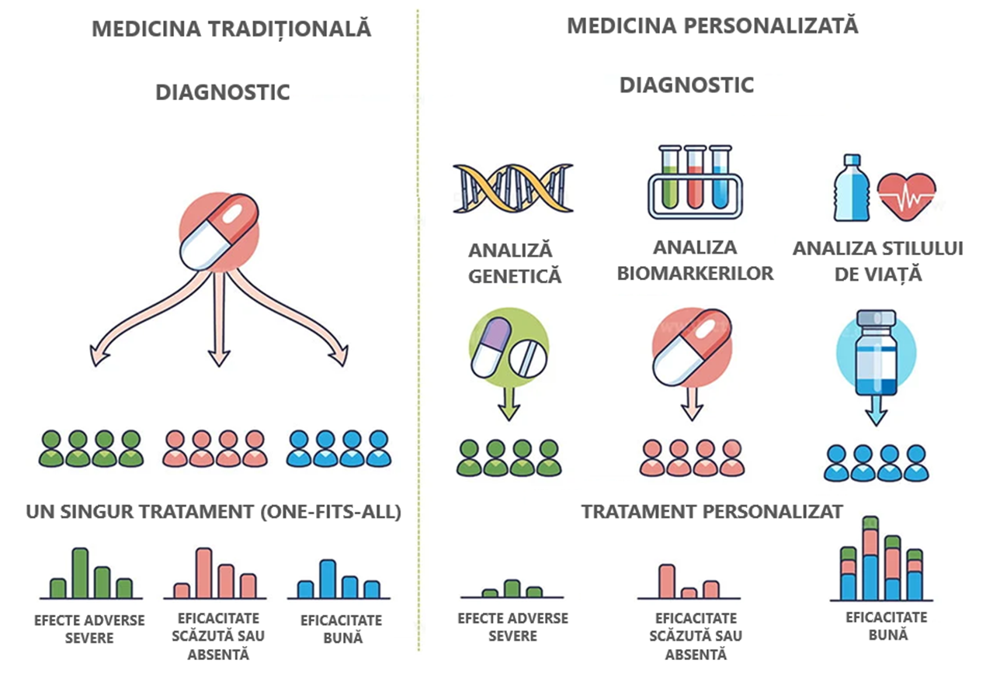 MEDICINA TRADIȚIONALĂ
DIAGNOSTIC
UN SINGUR TRATAMENT (ONE-FITS-ALL)
EFECTE ADVERSE
SEVERE
EFICACITATE
SCĂZUTĂ SAU
ABSENTĂ
EFICACITATE
BUNĂ
MEDICINA PERSONALIZATĂ
DIAGNOSTIC
ANALIZĂ
GENETICĂ
ANALIZA
BIOMARKERILOR
ANALIZA STILULUI
DE VIAȚĂ
TRATAMENT PERSONALIZAT
EFECTE ADVERSE
SEVERE
EFICACITATE
SCĂZUTĂ SAU
ABSENTĂ
EFICACITATE
BUNĂ